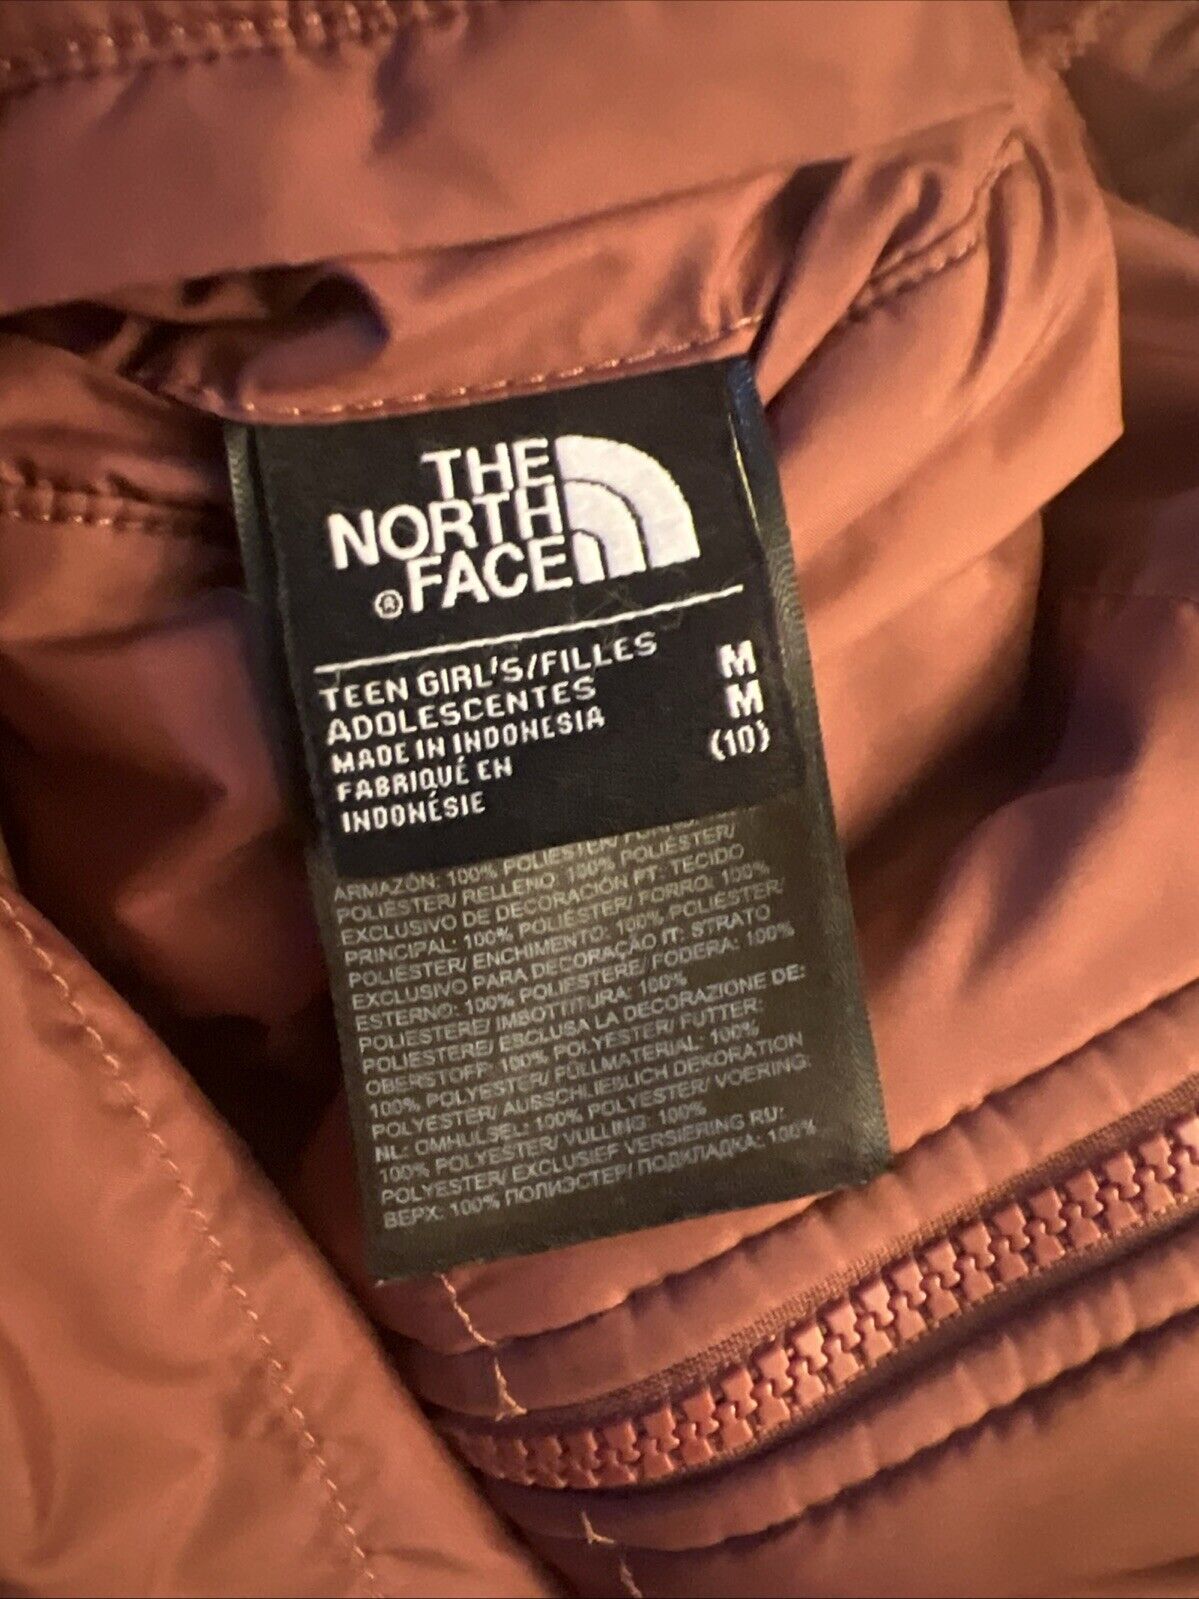 THE
NORTH
® FACE
TEEN GIRL'S/FILLES M
ADOLESCENTES M
MADE IN INDONESIA (10)
FABRIQUÉ EN
INDONÉSIE
ARMAZÓN: 100% POLIÉSTER/
POLIÉSTER/ RELLENO: 100% POLIÉSTER/
EXCLUSIVO DE DECORACIÓN PT: TECIDO
PRINCIPAL: 100% POLIÉSTER/ FORRO: 100%
POLIÉSTER/ ENCHIMENTO: 100% POLIÉSTER/
EXCLUSIVO PARA DECORAÇÃO IT: STRATO
ESTERNO: 100% POLIESTERE/ FODERA: 100%
POLIESTERE/ IMBOTTITURA: 100%
POLIESTERE/ ESCLUSA LA DECORAZIONE DE:
OBERSTOFF: 100% POLYESTER/ FUTTER:
100% POLYESTER/ FÜLLMATERIAL: 100%
POLYESTER/ AUSSCHLIEßLICH DEKORATION
NL: OMHULSEL: 100% POLYESTER/ VOERING:
100% POLYESTER/ VULLING: 100%
POLYESTER/ EXCLUSIEF VERSIERING RU:
ВЕРХ: 100% ПОЛИЭСТЕР/ ПОДКЛАДКА: 100%